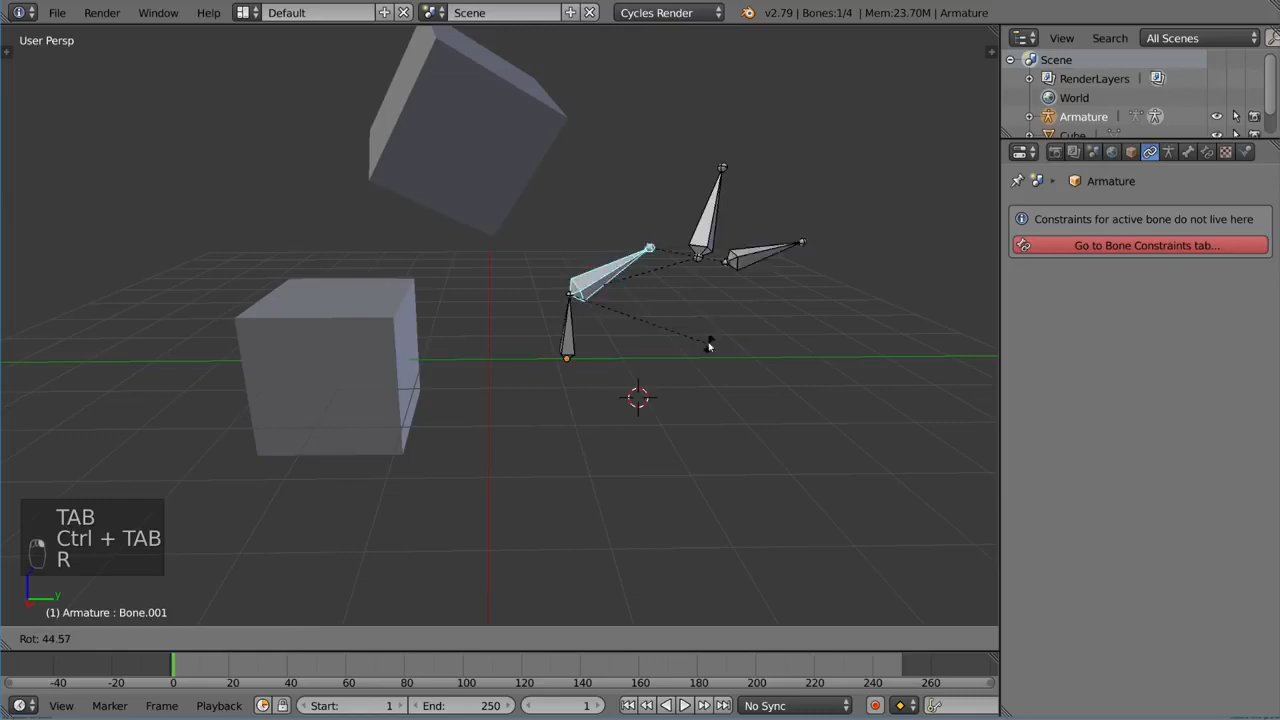 File Render Window Help Default Scene Cycles Render v2.79 | Bones:1/4 | Mem:23.70M | Armature
User Persp
View Search All Scenes
Scene
RenderLayers
World
Armature
Cube
Armature
Constraints for active bone do not live here
Go to Bone Constraints tab...
TAB
Ctrl + TAB
R
y
(1) Armature : Bone.001
Rot: 44.57
-40 -20 0 20 40 60 80 100 120 140 160 180 200 220 240 260
View Marker Frame Playback Start: 1 End: 250 1 No Sync